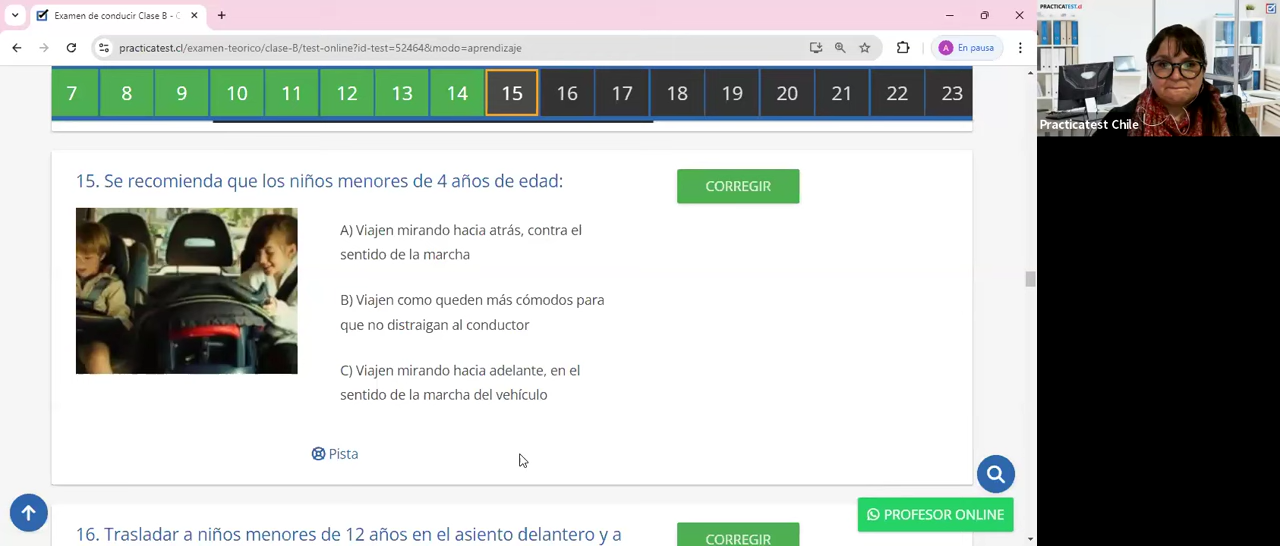 Examen de conducir Clase B - C
practicatest.cl/examen-teorico/clase-B/test-online?id-test=52464&modo=aprendizaje
A En pausa
PRACTICATEST.cl
Practicatest Chile
7 8 9 10 11 12 13 14 15 16 17 18 19 20 21 22 23
15. Se recomienda que los niños menores de 4 años de edad:
CORREGIR
A) Viajen mirando hacia atrás, contra el
sentido de la marcha
B) Viajen como queden más cómodos para
que no distraigan al conductor
C) Viajen mirando hacia adelante, en el
sentido de la marcha del vehículo
Pista
PROFESOR ONLINE
16. Trasladar a niños menores de 12 años en el asiento delantero y a
CORREGIR